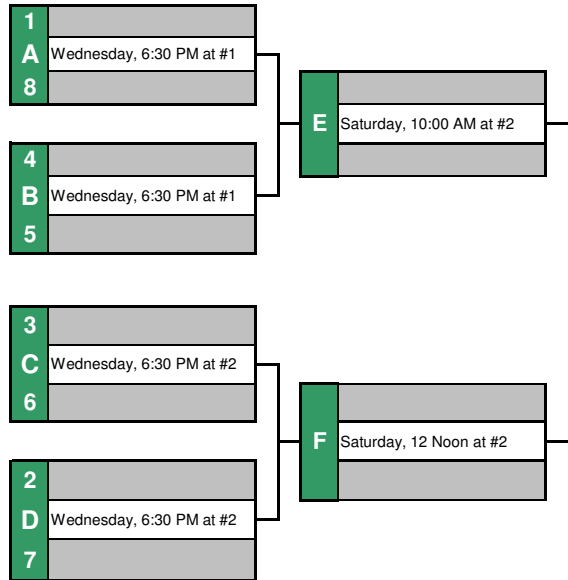 1
A Wednesday, 6:30 PM at #1
8
E Saturday, 10:00 AM at #2
4
B Wednesday, 6:30 PM at #1
5
3
C Wednesday, 6:30 PM at #2
6
F Saturday, 12 Noon at #2
2
D Wednesday, 6:30 PM at #2
7